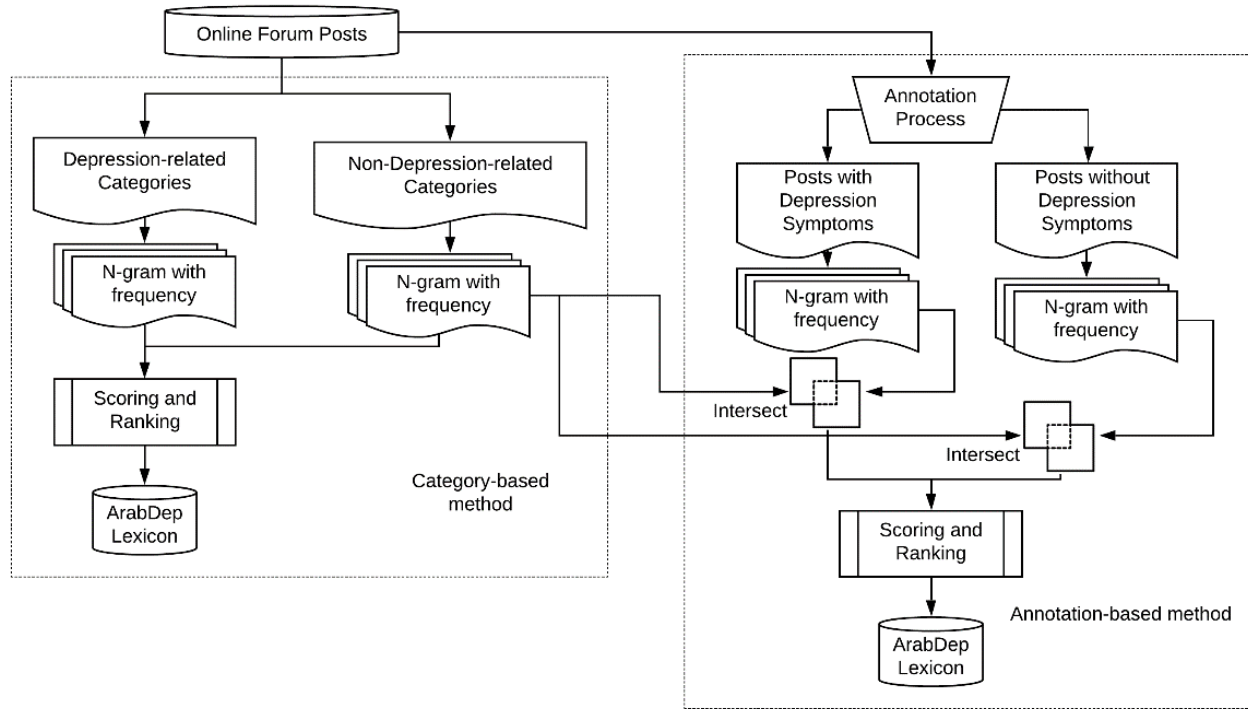 Online Forum Posts
Depression-related
Categories
Non-Depression-related
Categories
N-gram with
frequency
N-gram with
frequency
Scoring and
Ranking
ArabDep
Lexicon
Category-based
method
Annotation
Process
Posts with
Depression
Symptoms
Posts without
Depression
Symptoms
N-gram with
frequency
N-gram with
frequency
Intersect
Intersect
Scoring and
Ranking
ArabDep
Lexicon
Annotation-based method